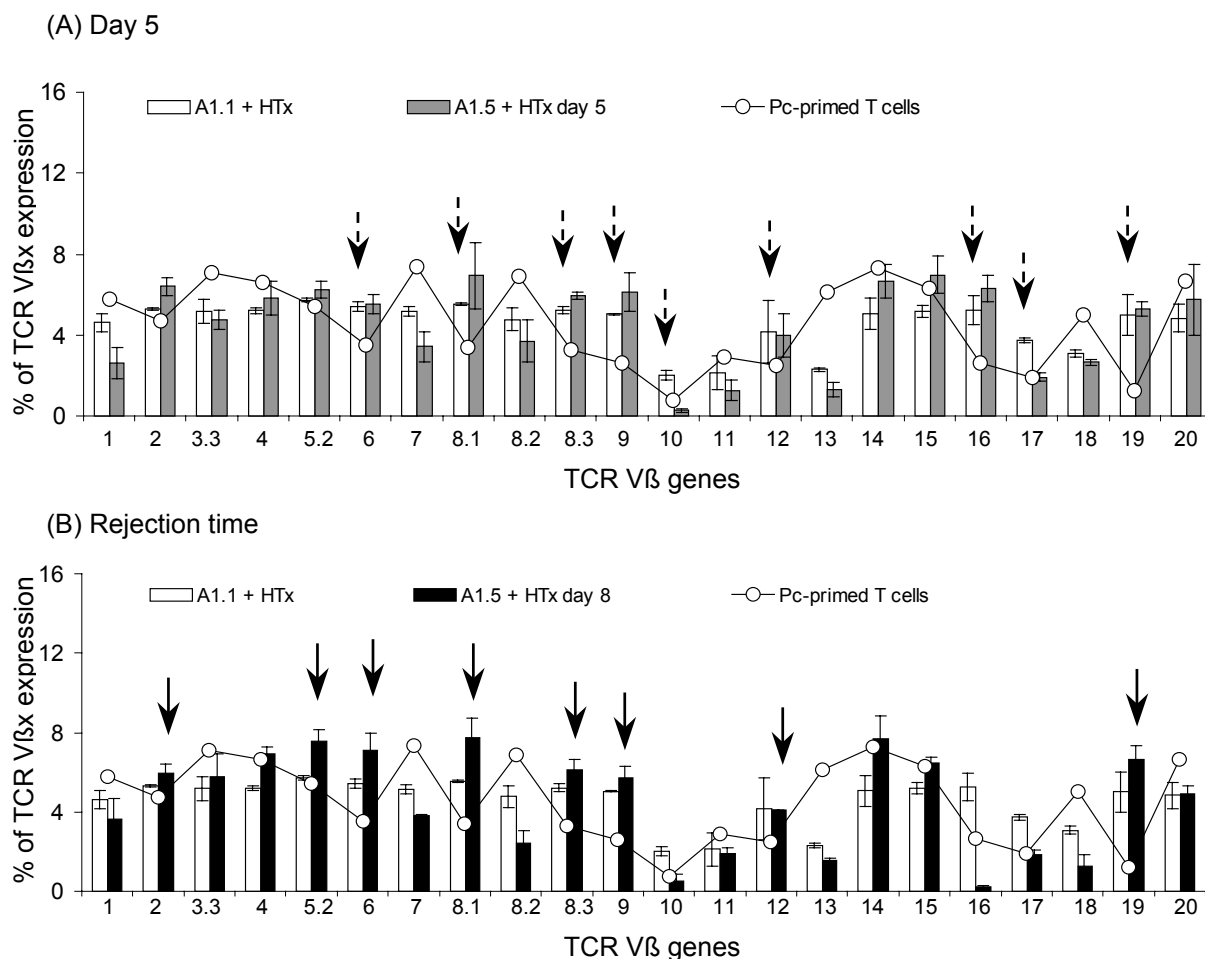 (A) Day 5
16
12
8
4
0
% of TCR Vßx expression
A1.1 + HTx
A1.5 + HTx day 5
Pc-primed T cells
1 2 3.3 4 5.2 6 7 8.1 8.2 8.3 9 10 11 12 13 14 15 16 17 18 19 20
TCR Vß genes
(B) Rejection time
16
12
8
4
0
% of TCR Vßx expression
A1.1 + HTx
A1.5 + HTx day 8
Pc-primed T cells
1 2 3.3 4 5.2 6 7 8.1 8.2 8.3 9 10 11 12 13 14 15 16 17 18 19 20
TCR Vß genes